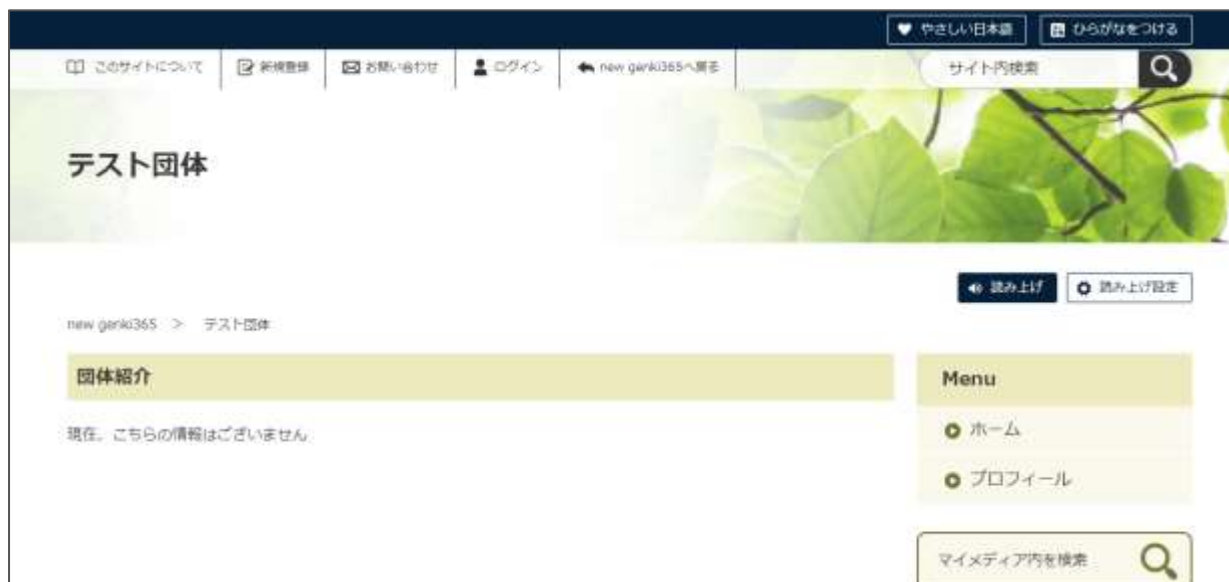 やさしい日本語 ひらがなをつける
このサイトについて 新規登録 お問い合わせ ログイン new genki365へ戻る サイト内検索
テスト団体
読み上げ 読み上げ設定
new genki365 > テスト団体
団体紹介
現在、こちらの情報はございません
Menu
ホーム
プロフィール
マイメディア内を検索